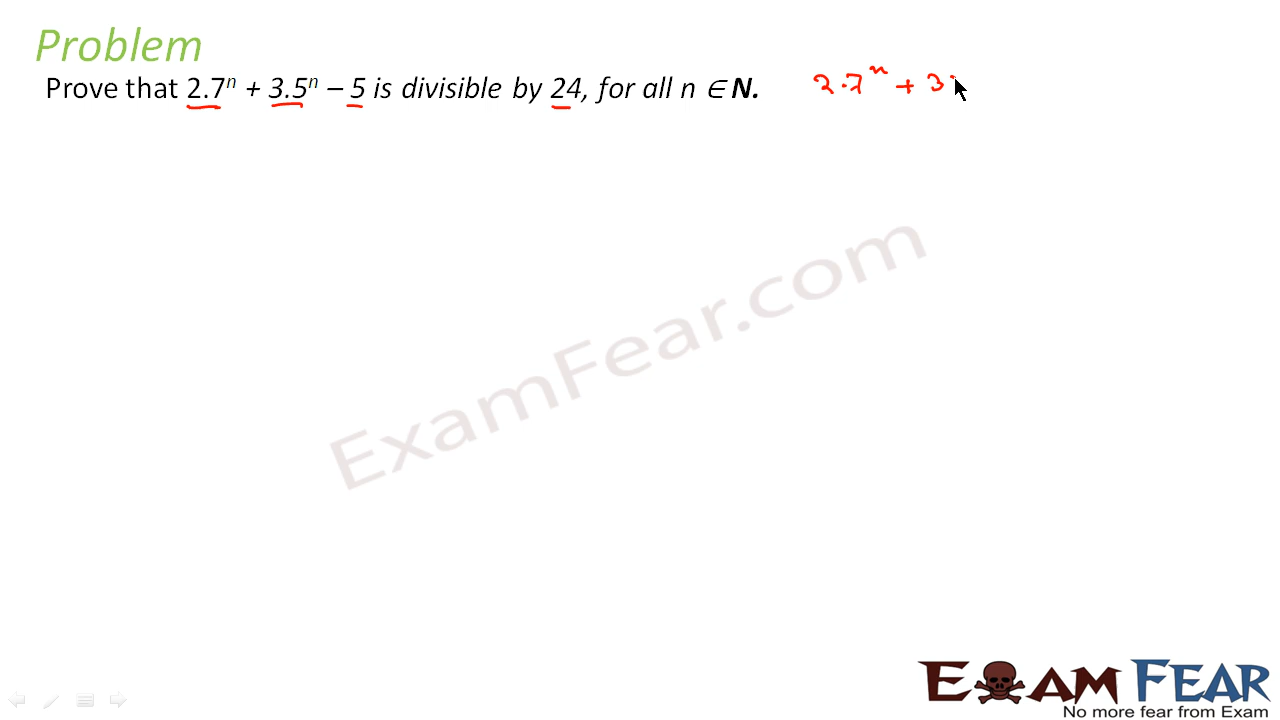 Problem
Prove that 2.7ⁿ + 3.5ⁿ – 5 is divisible by 24, for all n ∈ N.
2.7ⁿ + 3.
ExamFear.com
EXAM FEAR
No more fear from Exam